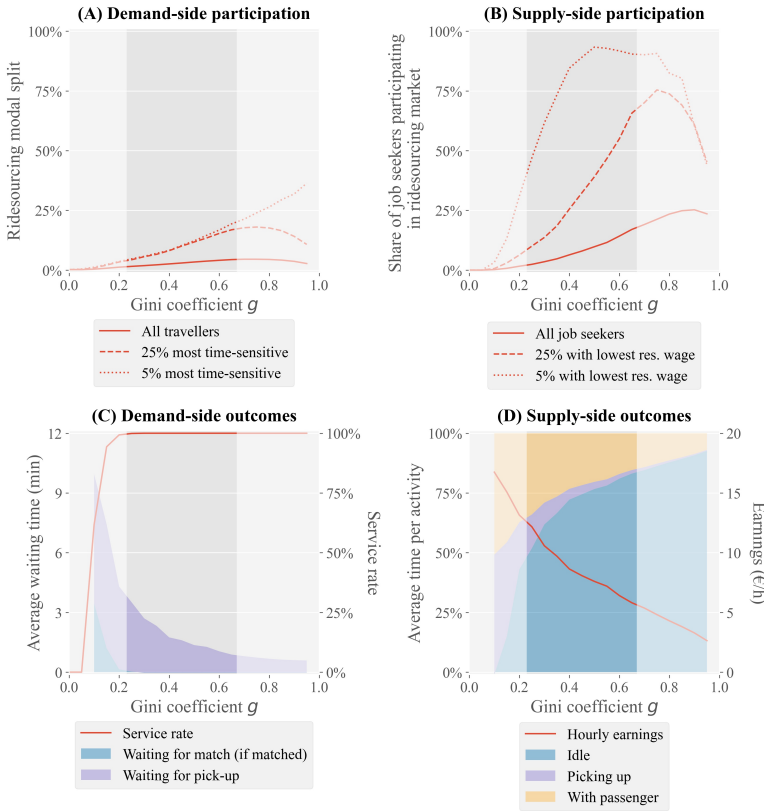 (A) Demand-side participation
Ridesourcing modal split
100%
75%
50%
25%
0%
0.0 0.2 0.4 0.6 0.8 1.0
Gini coefficient g
All travellers
25% most time-sensitive
5% most time-sensitive
(B) Supply-side participation
Share of job seekers participating
in ridesourcing market
100%
75%
50%
25%
0%
0.0 0.2 0.4 0.6 0.8 1.0
Gini coefficient g
All job seekers
25% with lowest res. wage
5% with lowest res. wage
(C) Demand-side outcomes
Average waiting time (min)
12
9
6
3
0
100%
75%
50%
25%
0%
Service rate
0.0 0.2 0.4 0.6 0.8 1.0
Gini coefficient g
Service rate
Waiting for match (if matched)
Waiting for pick-up
(D) Supply-side outcomes
Average time per activity
100%
75%
50%
25%
0%
20
15
10
5
0
Earnings (€/h)
0.0 0.2 0.4 0.6 0.8 1.0
Gini coefficient g
Hourly earnings
Idle
Picking up
With passenger